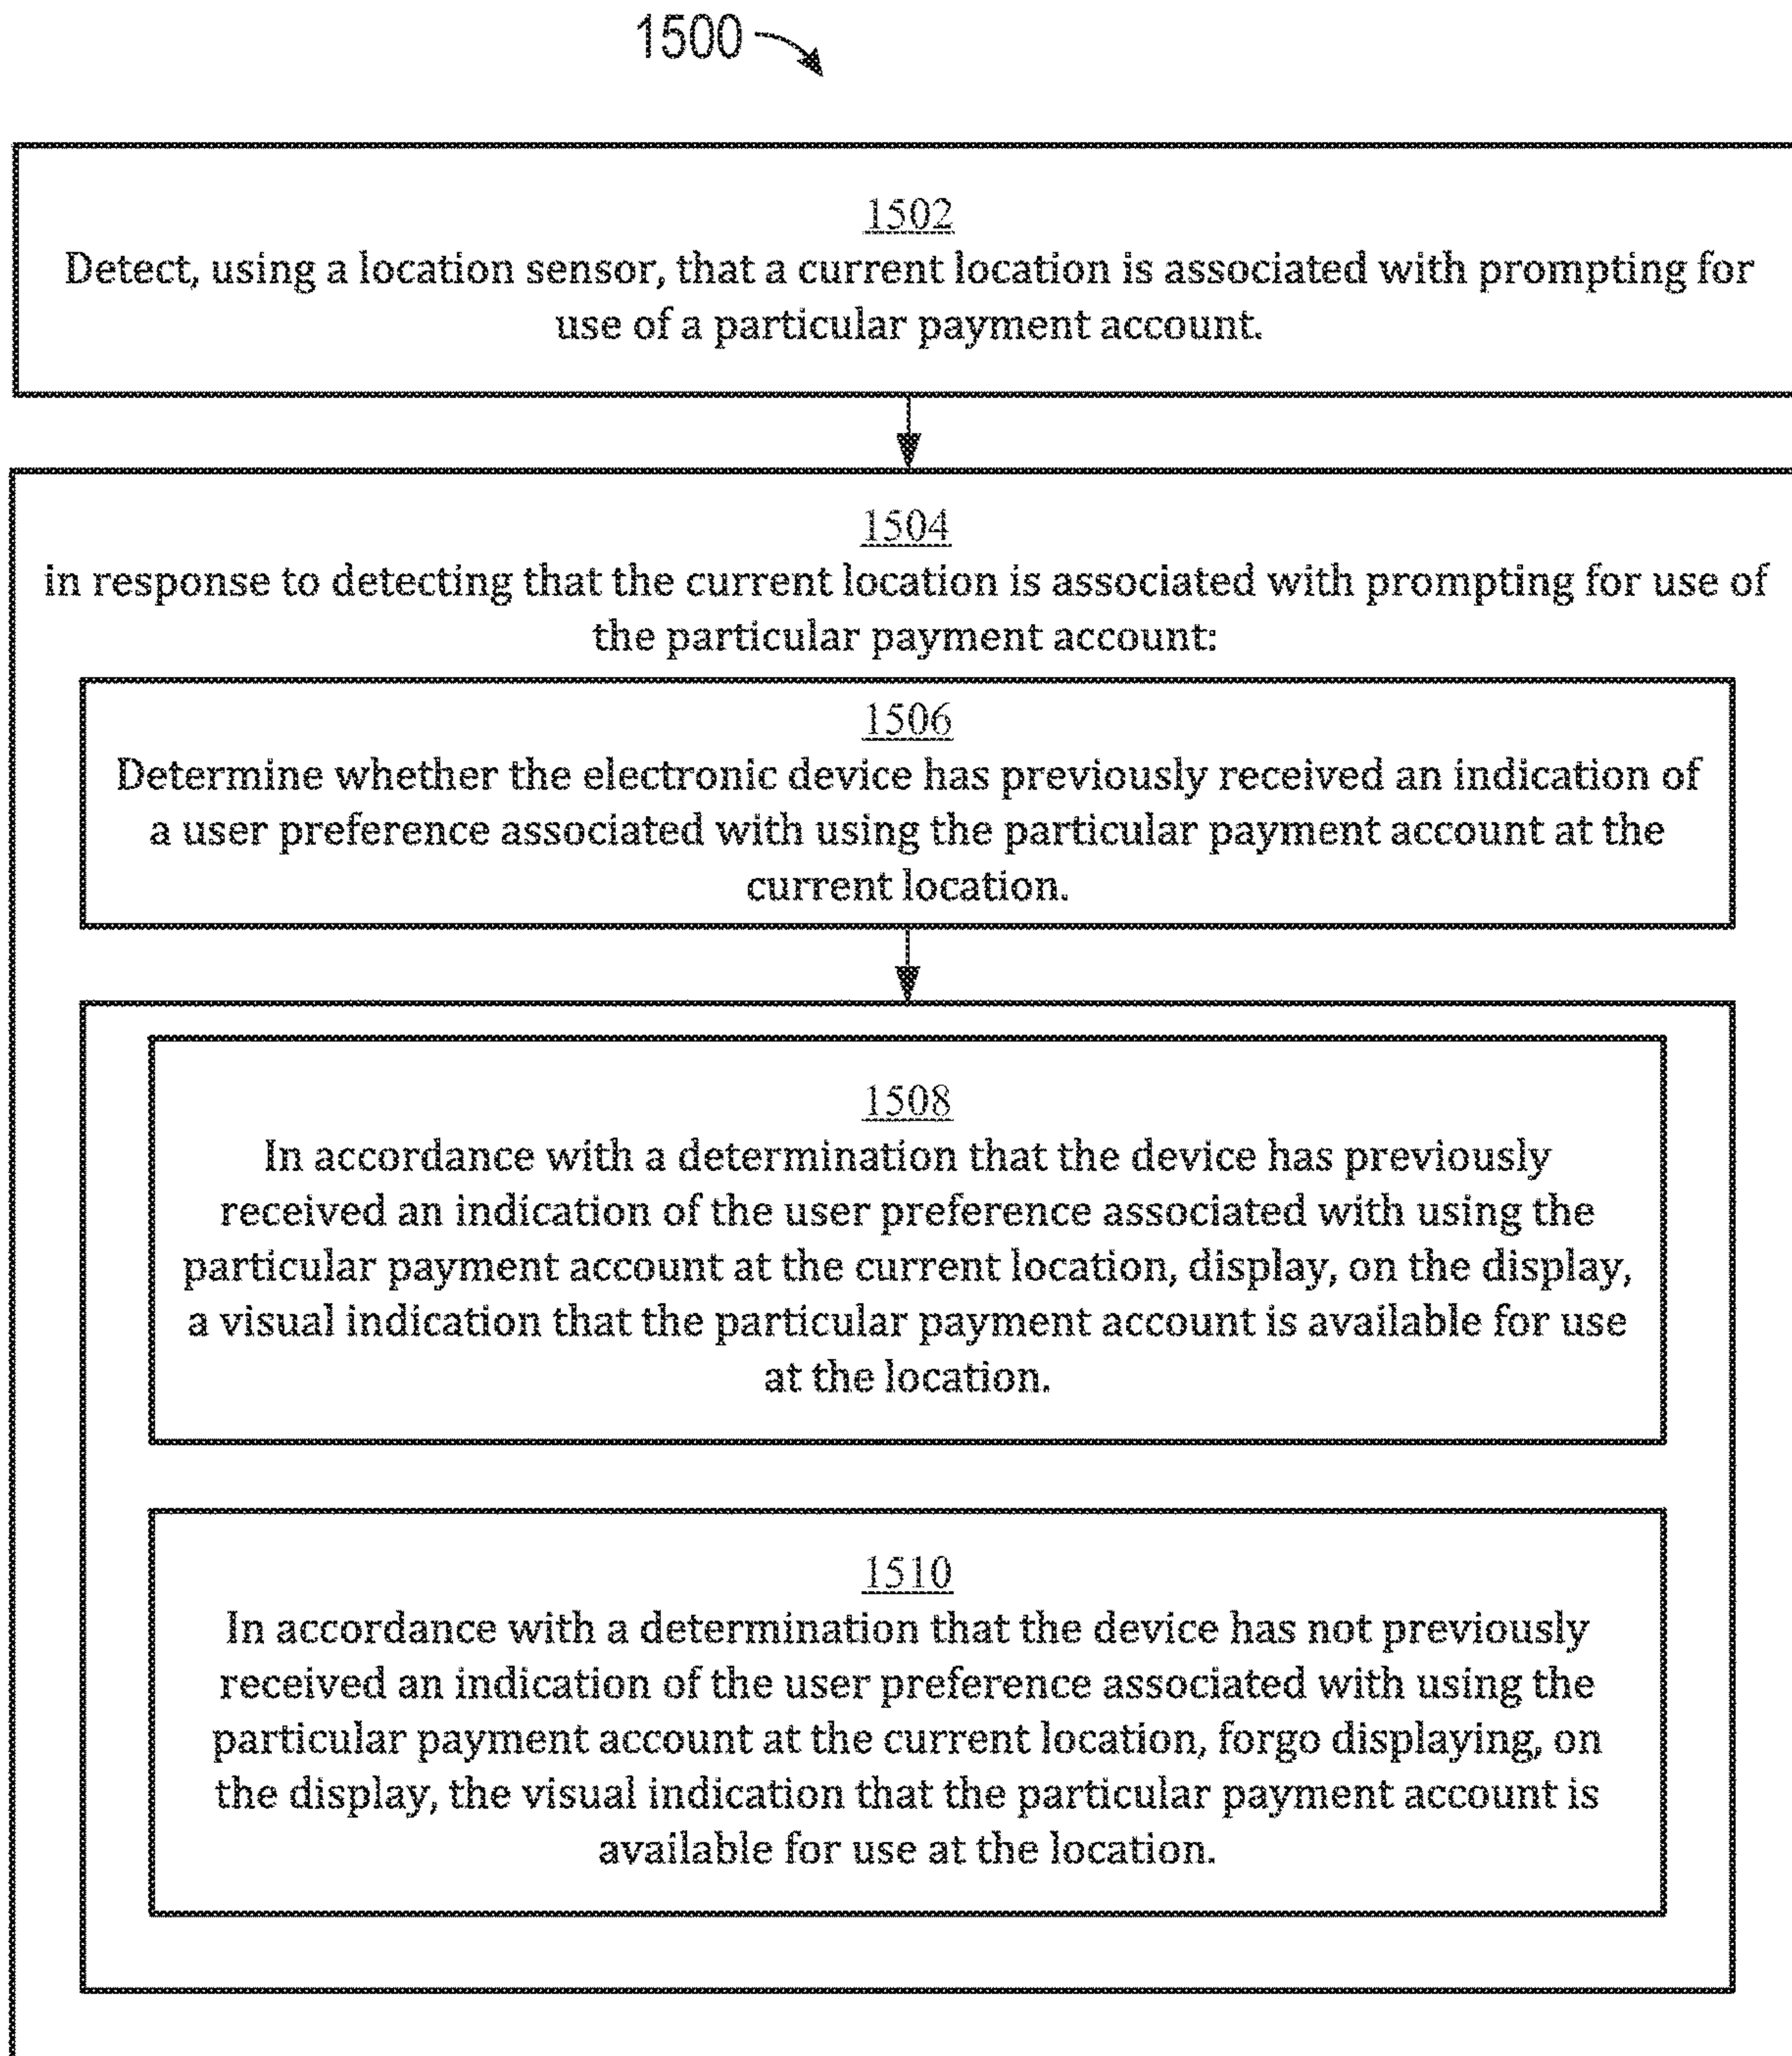 1500
1502
Detect, using a location sensor, that a current location is associated with prompting for
use of a particular payment account.
1504
in response to detecting that the current location is associated with prompting for use of
the particular payment account:
1506
Determine whether the electronic device has previously received an indication of
a user preference associated with using the particular payment account at the
current location.
1508
In accordance with a determination that the device has previously
received an indication of the user preference associated with using the
particular payment account at the current location, display, on the display,
a visual indication that the particular payment account is available for use
at the location.
1510
In accordance with a determination that the device has not previously
received an indication of the user preference associated with using the
particular payment account at the current location, forgo displaying, on
the display, the visual indication that the particular payment account is
available for use at the location.